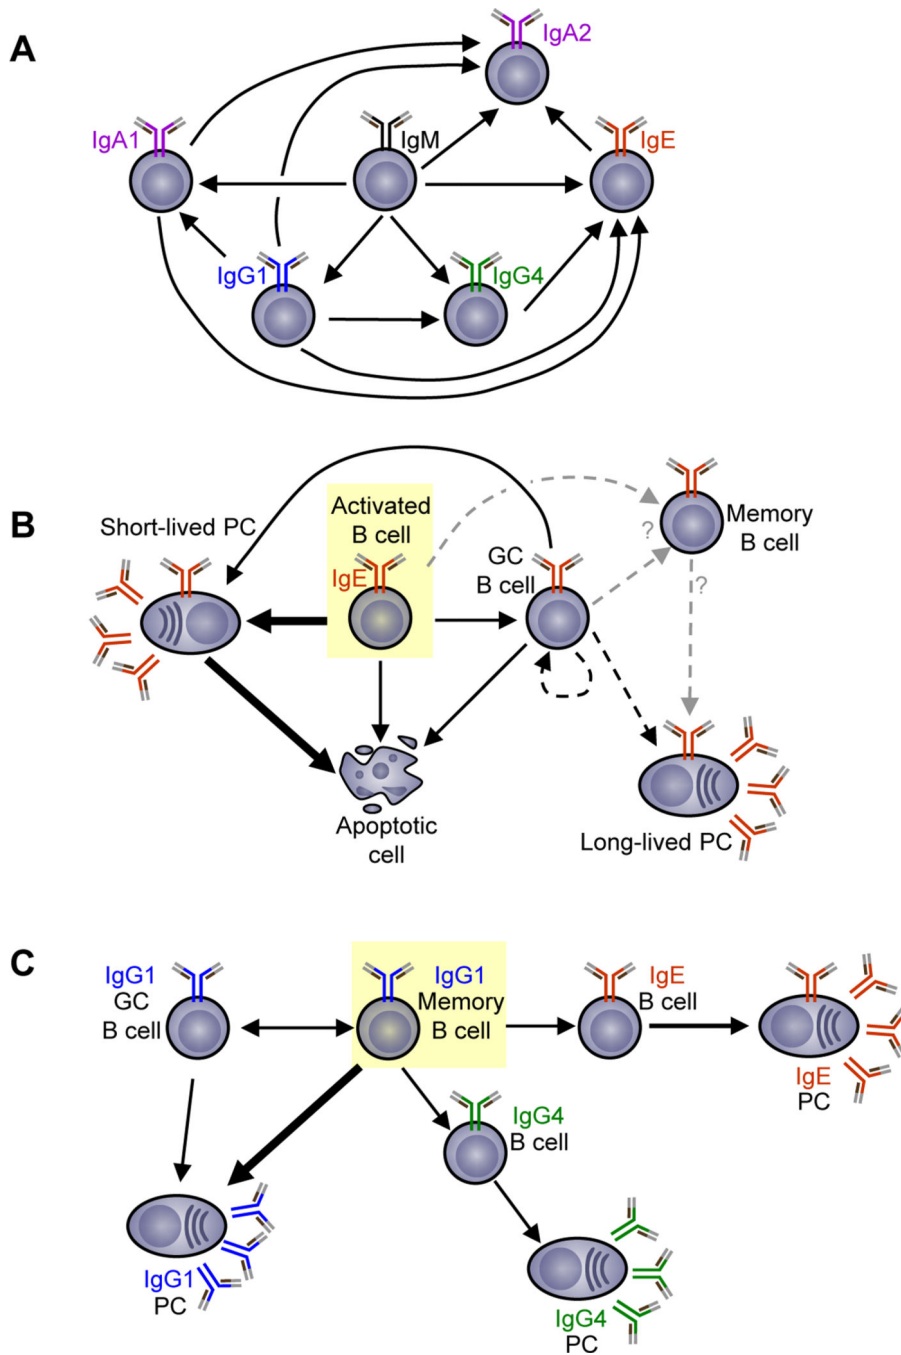 A
IgA2
IgA1
IgM
IgE
IgG1
IgG4
B
Activated
B cell
IgE
Short-lived PC
GC
B cell
Memory
B cell
?
?
Apoptotic
cell
Long-lived PC
C
IgG1
GC
B cell
IgG1
Memory
B cell
IgE
B cell
IgE
PC
IgG4
B cell
IgG1
PC
IgG4
PC